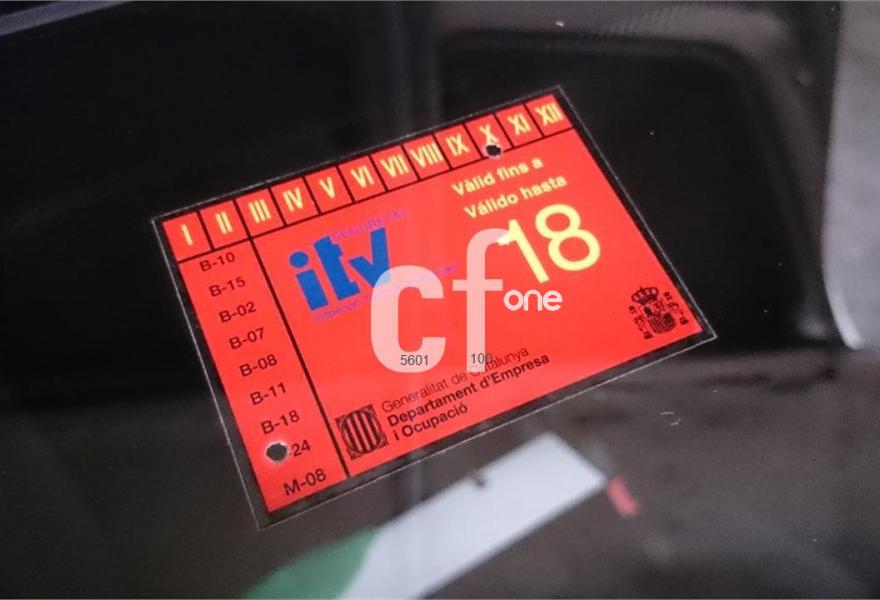 I II III IV V VI VII VIII IX X XI XII
Vàlid fins a
Válido hasta
18
SEGURETAT
itv
B-10
B-15
B-02
B-07
B-08
B-11
B-18
-24
M-08
cf one
5601 100
Generalitat de Catalunya
Departament d'Empresa
i Ocupació